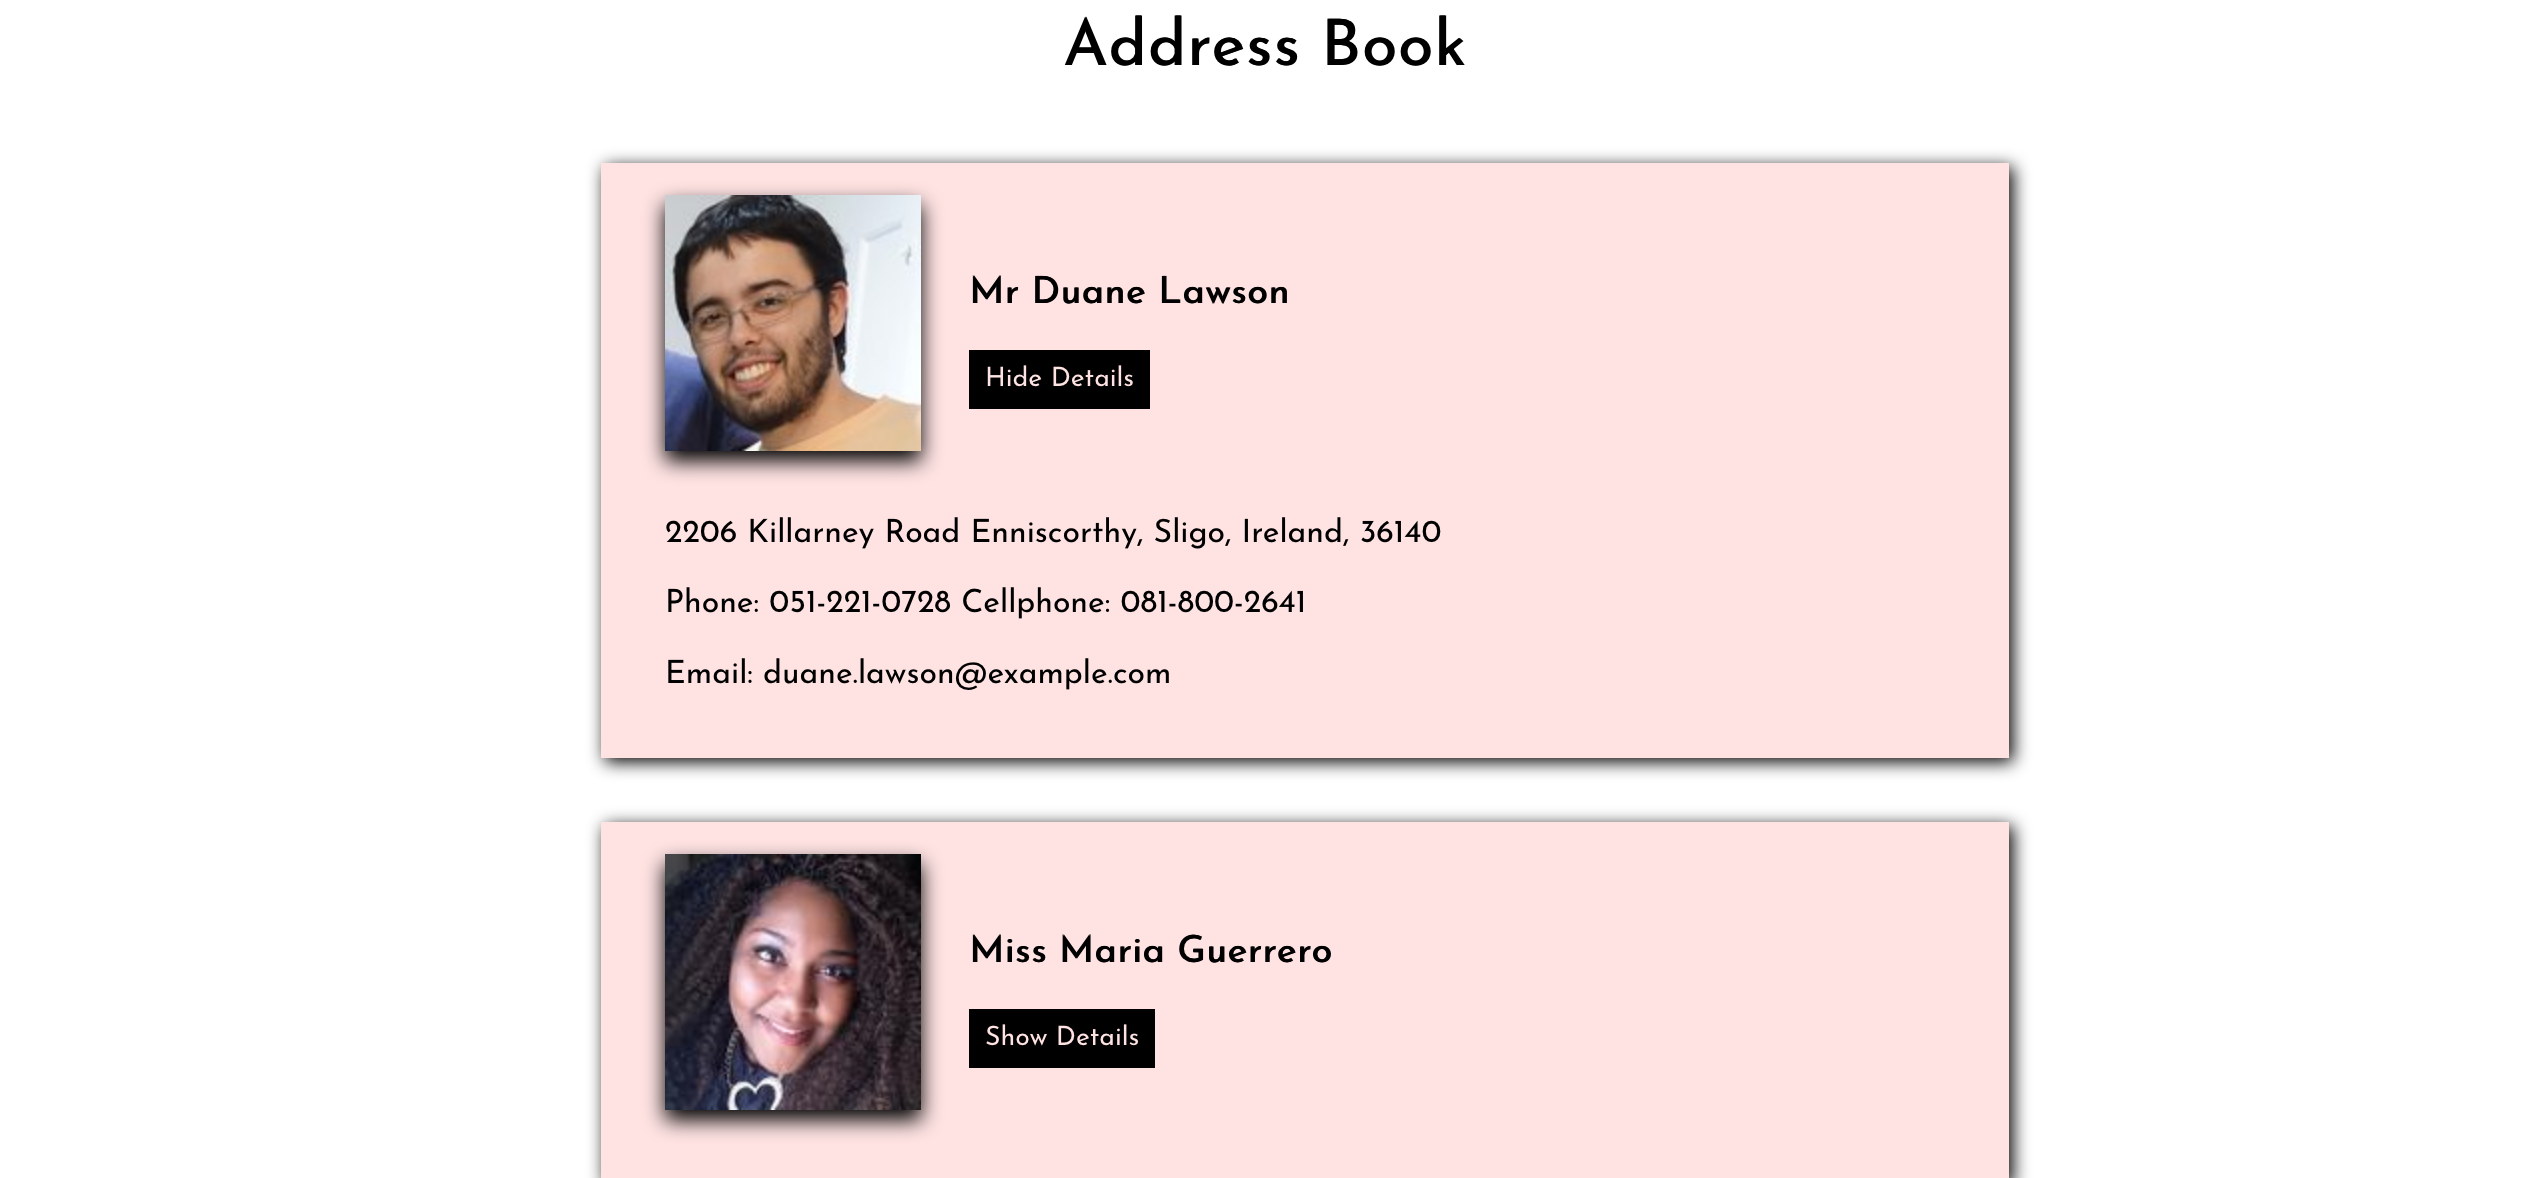 Address Book
Mr Duane Lawson
Hide Details
2206 Killarney Road Enniscorthy, Sligo, Ireland, 36140
Phone: 051-221-0728 Cellphone: 081-800-2641
Email: duane.lawson@example.com
Miss Maria Guerrero
Show Details